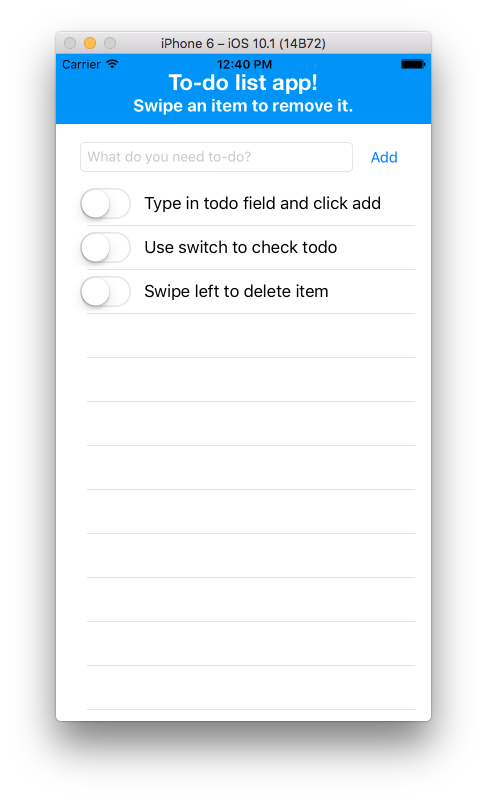 iPhone 6 – iOS 10.1 (14B72)
Carrier 12:40 PM
To-do list app!
Swipe an item to remove it.
What do you need to-do? Add
Type in todo field and click add
Use switch to check todo
Swipe left to delete item